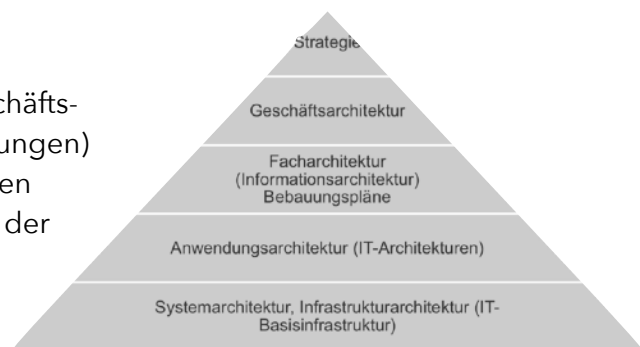 chäfts-
ungen)
en
der
Strategie
Geschäftsarchitektur
Facharchitektur
(Informationsarchitektur)
Bebauungspläne
Anwendungsarchitektur (IT-Architekturen)
Systemarchitektur, Infrastrukturarchitektur (IT-
Basisinfrastruktur)